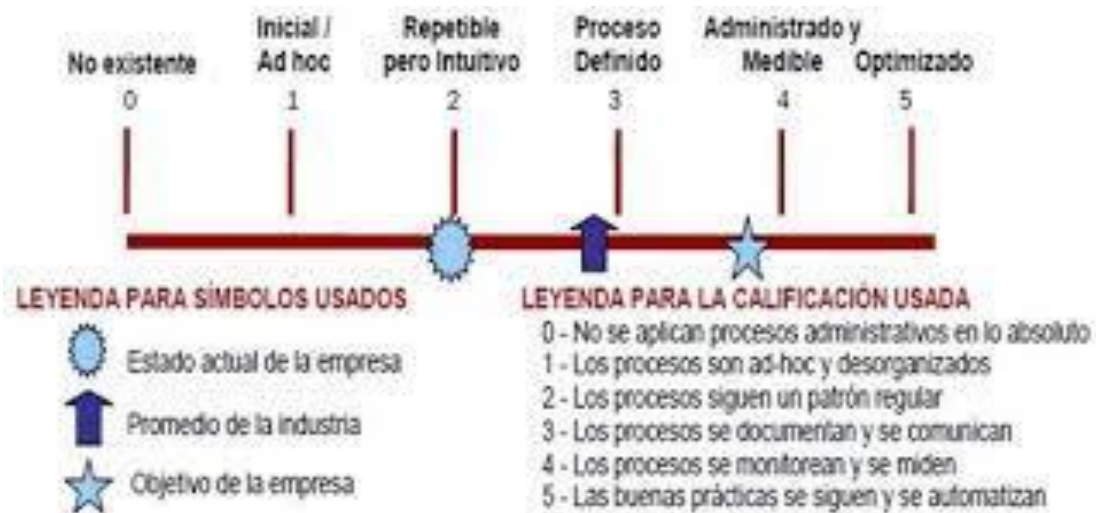 No existente
Inicial /
Ad hoc
Repetible
pero Intuitivo
Proceso
Definido
Administrado y
Medible
Optimizado
0
1
2
3
4
5
LEYENDA PARA SÍMBOLOS USADOS
Estado actual de la empresa
Promedio de la industria
Objetivo de la empresa
LEYENDA PARA LA CALIFICACIÓN USADA
0 - No se aplican procesos administrativos en lo absoluto
1 - Los procesos son ad-hoc y desorganizados
2 - Los procesos siguen un patrón regular
3 - Los procesos se documentan y se comunican
4 - Los procesos se monitorean y se miden
5 - Las buenas prácticas se siguen y se automatizan